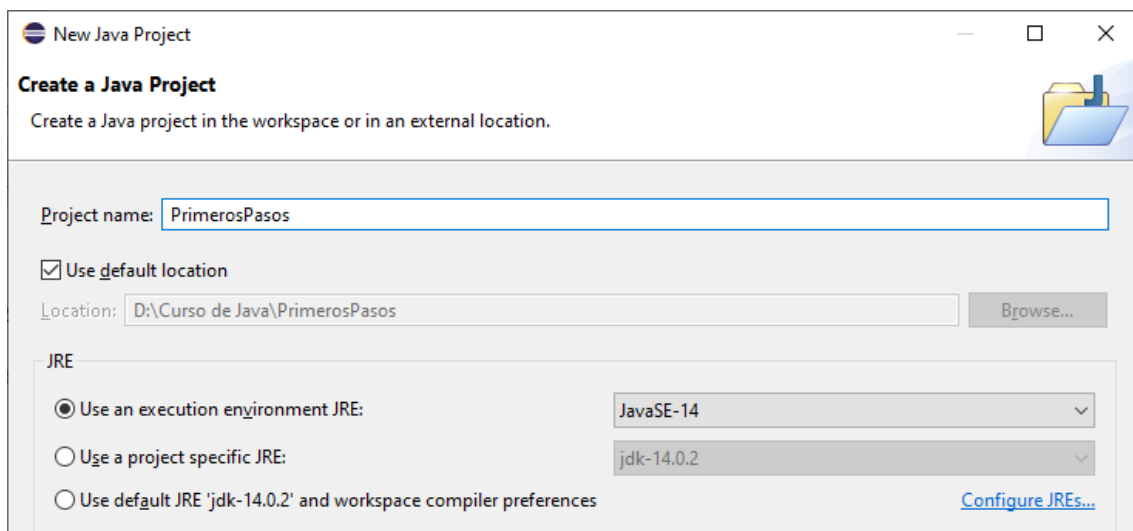 New Java Project
Create a Java Project
Create a Java project in the workspace or in an external location.
Project name: PrimerosPasos
Use default location
Location: D:\Curso de Java\PrimerosPasos Browse...
JRE
Use an execution environment JRE: JavaSE-14
Use a project specific JRE: jdk-14.0.2
Use default JRE 'jdk-14.0.2' and workspace compiler preferences Configure JREs...